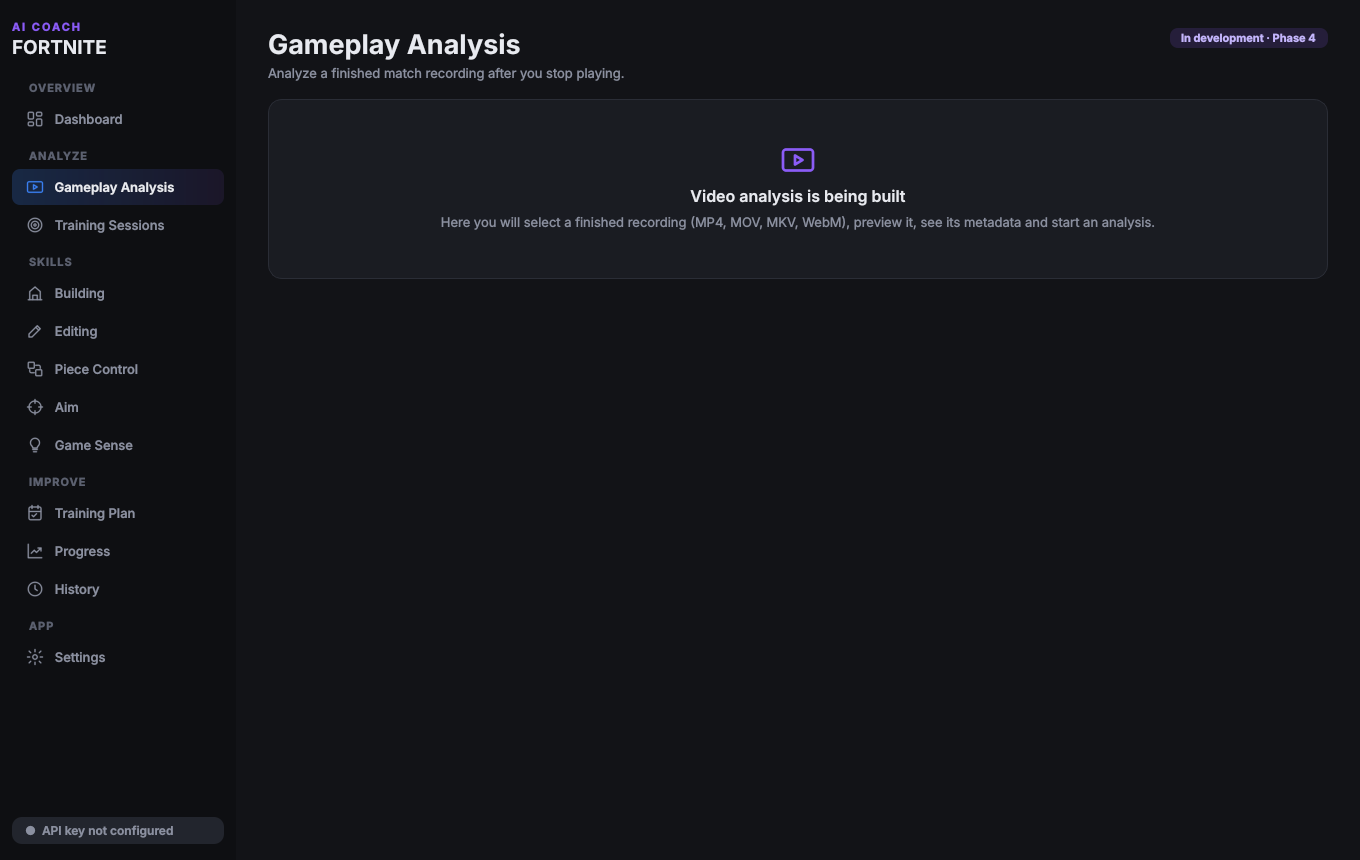 AI COACH
FORTNITE
OVERVIEW
Dashboard
ANALYZE
Gameplay Analysis
Training Sessions
SKILLS
Building
Editing
Piece Control
Aim
Game Sense
IMPROVE
Training Plan
Progress
History
APP
Settings
API key not configured
Gameplay Analysis
In development · Phase 4
Analyze a finished match recording after you stop playing.
Video analysis is being built
Here you will select a finished recording (MP4, MOV, MKV, WebM), preview it, see its metadata and start an analysis.